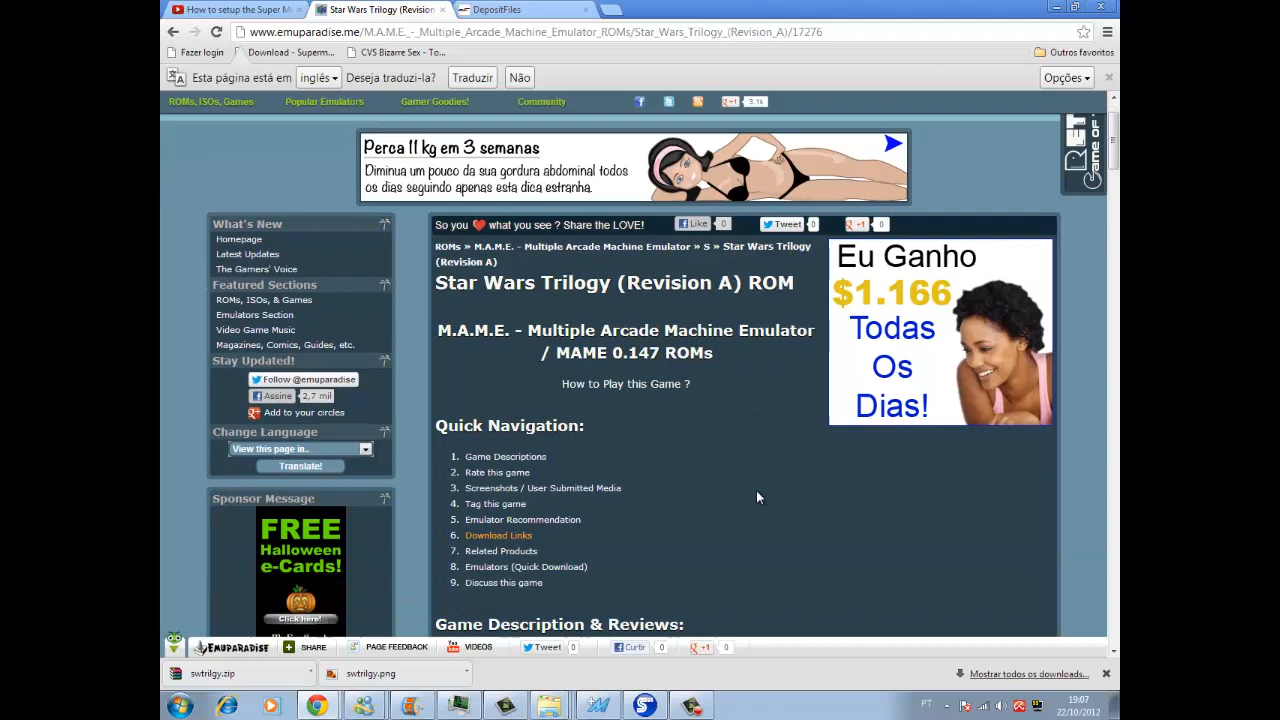 How to setup the Super M
Star Wars Trilogy (Revision
DepositFiles
www.emuparadise.me/M.A.M.E._-_Multiple_Arcade_Machine_Emulator_ROMs/Star_Wars_Trilogy_(Revision_A)/17276
Fazer login
Download - Superm...
CVS Bizarre Sex - To...
Outros favoritos
Esta página está em inglês Deseja traduzi-la? Traduzir Não Opções
ROMs, ISOs, Games
Popular Emulators
Gamer Goodies!
Community
+1 3.1k
Perca 11 kg em 3 semanas
Diminua um pouco da sua gordura abdominal todos
os dias seguindo apenas esta dica estranha.
RET
GAME OF
What's New
Homepage
Latest Updates
The Gamers' Voice
Featured Sections
ROMs, ISOs, & Games
Emulators Section
Video Game Music
Magazines, Comics, Guides, etc.
Stay Updated!
Follow @emuparadise
Assine 2,7 mil
Add to your circles
Change Language
View this page in..
Translate!
Sponsor Message
FREE
Halloween
e-Cards!
Click here!
So you what you see ? Share the LOVE!
Like 0
Tweet 0
+1 0
ROMs » M.A.M.E. - Multiple Arcade Machine Emulator » S » Star Wars Trilogy
(Revision A)
Star Wars Trilogy (Revision A) ROM
M.A.M.E. - Multiple Arcade Machine Emulator
/ MAME 0.147 ROMs
How to Play this Game ?
Eu Ganho
$1.166
Todas
Os
Dias!
Quick Navigation:
1. Game Descriptions
2. Rate this game
3. Screenshots / User Submitted Media
4. Tag this game
5. Emulator Recommendation
6. Download Links
7. Related Products
8. Emulators (Quick Download)
9. Discuss this game
Game Description & Reviews:
EMUPARADISE
SHARE
PAGE FEEDBACK
You Tube VIDEOS
Tweet 0
Curtir 0
+1 0
swtrilgy.zip
swtrilgy.png
Mostrar todos os downloads...
PT
19:07
22/10/2012